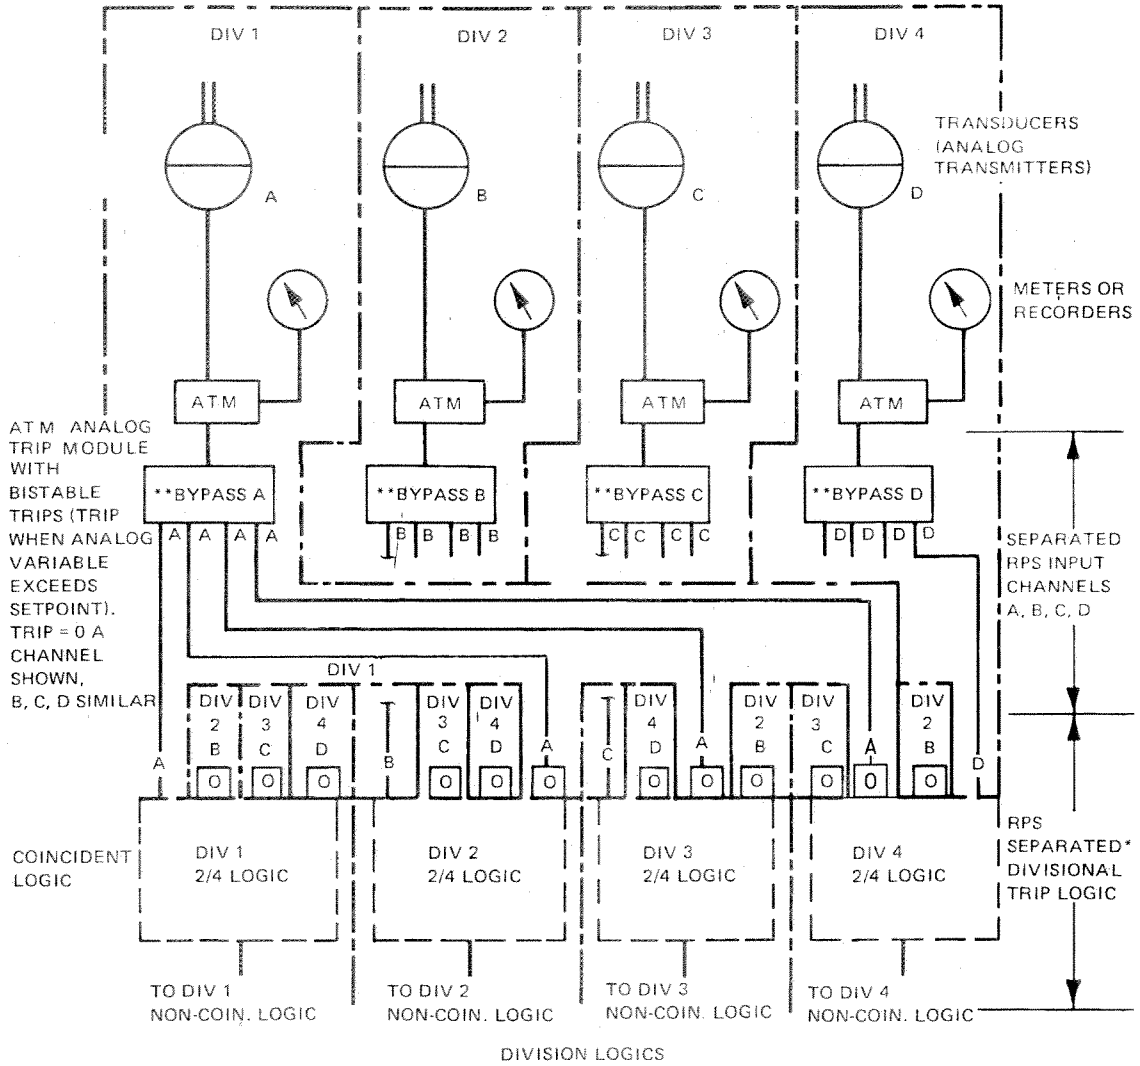 DIV 1
DIV 2
DIV 3
DIV 4
TRANSDUCERS
(ANALOG
TRANSMITTERS)
A
B
C
D
METERS OR
RECORDERS
ATM
ATM
ATM
ATM
ATM ANALOG
TRIP MODULE
WITH
BISTABLE
TRIPS (TRIP
WHEN ANALOG
VARIABLE
EXCEEDS
SETPOINT).
TRIP = 0 A
CHANNEL
SHOWN,
B, C, D SIMILAR
**BYPASS A
**BYPASS B
**BYPASS C
**BYPASS D
A A A A
B B B B
C C C C
D D D D
SEPARATED
RPS INPUT
CHANNELS
A, B, C, D
DIV 1
DIV 2 B
DIV 3 C
DIV 4 D
DIV 3 C
DIV 4 D
A
DIV 4 D
A
DIV 2 B
DIV 3 C
A
DIV 2 B
A
B
C
D
O O O
O O O
O O O
O O O
COINCIDENT
LOGIC
DIV 1
2/4 LOGIC
DIV 2
2/4 LOGIC
DIV 3
2/4 LOGIC
DIV 4
2/4 LOGIC
RPS
SEPARATED*
DIVISIONAL
TRIP LOGIC
TO DIV 1
NON-COIN. LOGIC
TO DIV 2
NON-COIN. LOGIC
TO DIV 3
NON-COIN. LOGIC
TO DIV 4
NON-COIN. LOGIC
DIVISION LOGICS